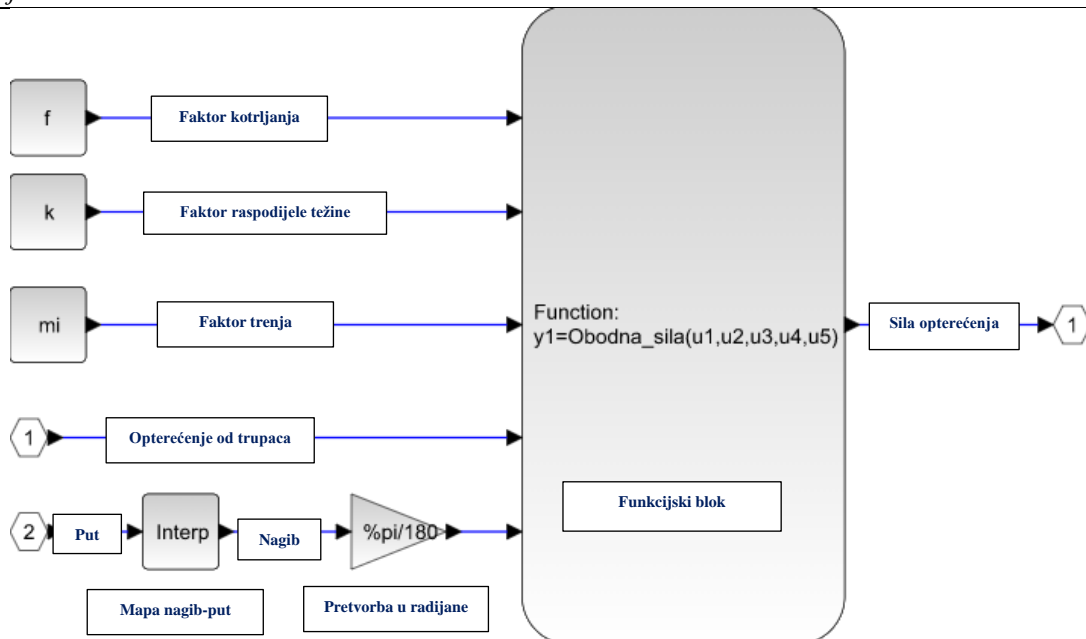 f
Faktor kotrljanja
k
Faktor raspodijele težine
mi
Faktor trenja
Function:
y1=Obodna_sila(u1,u2,u3,u4,u5)
Sila opterećenja
1
1
Opterećenje od trupaca
Funkcijski blok
2
Put
Interp
Nagib
%pi/180
Mapa nagib-put
Pretvorba u radijane